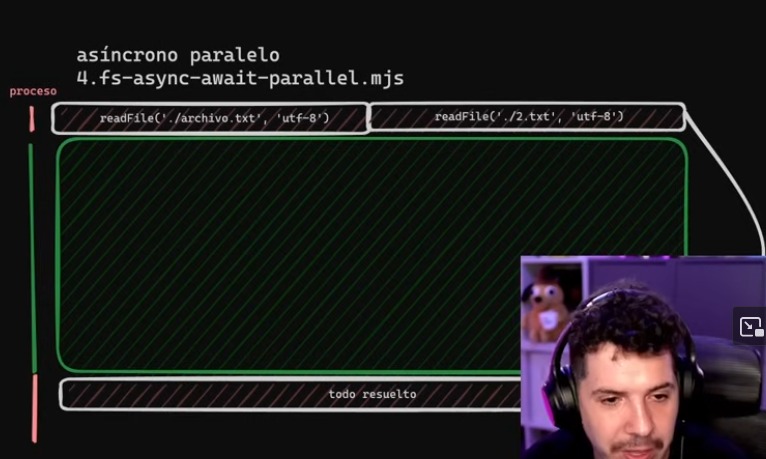 asíncrono paralelo
4.fs-async-await-parallel.mjs
proceso
readFile('./archivo.txt', 'utf-8')
readFile('./2.txt', 'utf-8')
todo resuelto